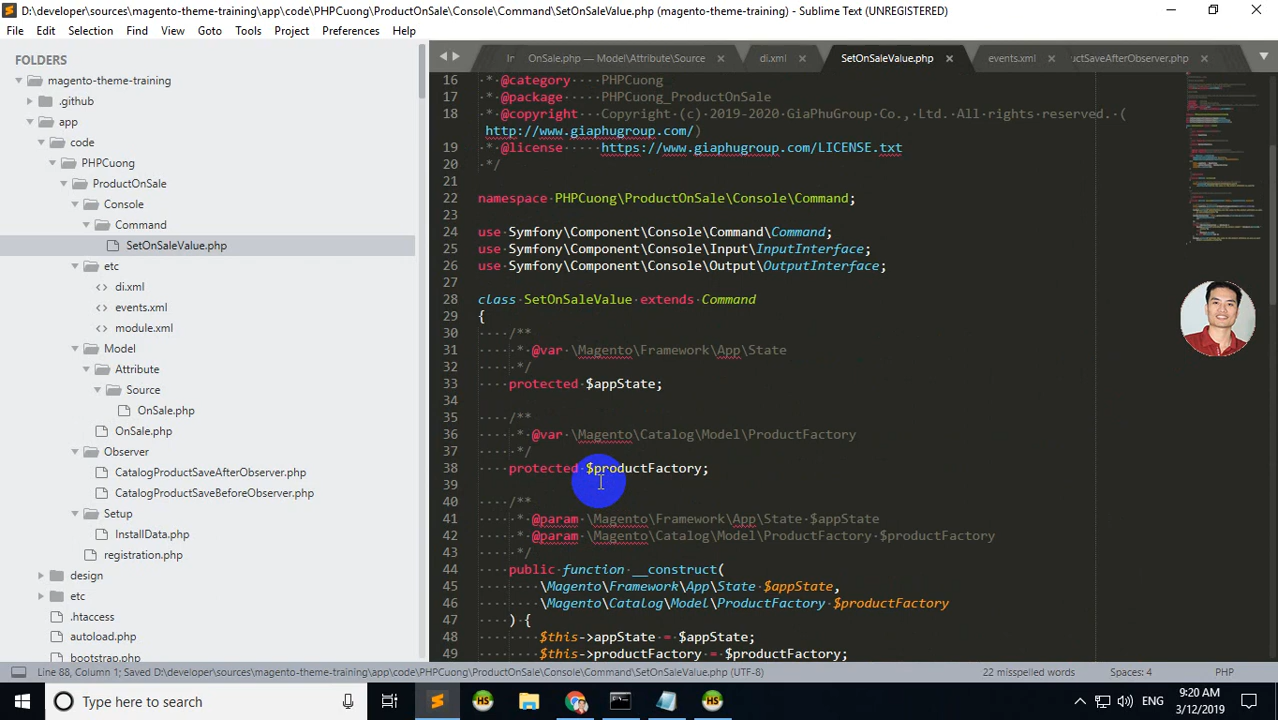 D:\developer\sources\magento-theme-training\app\code\PHPCuong\ProductOnSale\Console\Command\SetOnSaleValue.php (magento-theme-training) - Sublime Text (UNREGISTERED)
File Edit Selection Find View Goto Tools Project Preferences Help
FOLDERS
magento-theme-training
.github
app
code
PHPCuong
ProductOnSale
Console
Command
SetOnSaleValue.php
etc
di.xml
events.xml
module.xml
Model
Attribute
Source
OnSale.php
OnSale.php
Observer
CatalogProductSaveAfterObserver.php
CatalogProductSaveBeforeObserver.php
Setup
InstallData.php
registration.php
design
etc
.htaccess
autoload.php
bootstrap.php
OnSale.php — Model\Attribute\Source di.xml SetOnSaleValue.php events.xml uctSaveAfterObserver.php
16 * @category PHPCuong
17 * @package PHPCuong_ProductOnSale
18 * @copyright Copyright (c) 2019-2020 GiaPhuGroup Co., Ltd. All rights reserved. (
http://www.giaphugroup.com/)
19 * @license https://www.giaphugroup.com/LICENSE.txt
20 */
21
22 namespace PHPCuong\ProductOnSale\Console\Command;
23
24 use Symfony\Component\Console\Command\Command;
25 use Symfony\Component\Console\Input\InputInterface;
26 use Symfony\Component\Console\Output\OutputInterface;
27
28 class SetOnSaleValue extends Command
29 {
30 /**
31 * @var \Magento\Framework\App\State
32 */
33 protected $appState;
34
35 /**
36 * @var \Magento\Catalog\Model\ProductFactory
37 */
38 protected $productFactory;
39
40 /**
41 * @param \Magento\Framework\App\State $appState
42 * @param \Magento\Catalog\Model\ProductFactory $productFactory
43 */
44 public function __construct(
45 \Magento\Framework\App\State $appState,
46 \Magento\Catalog\Model\ProductFactory $productFactory
47 ) {
48 $this->appState = $appState;
49 $this->productFactory = $productFactory;
Line 88, Column 1; Saved D:\developer\sources\magento-theme-training\app\code\PHPCuong\ProductOnSale\Console\Command\SetOnSaleValue.php (UTF-8) 22 misspelled words Spaces: 4 PHP
Type here to search
HS HS ENG 9:20 AM
3/12/2019